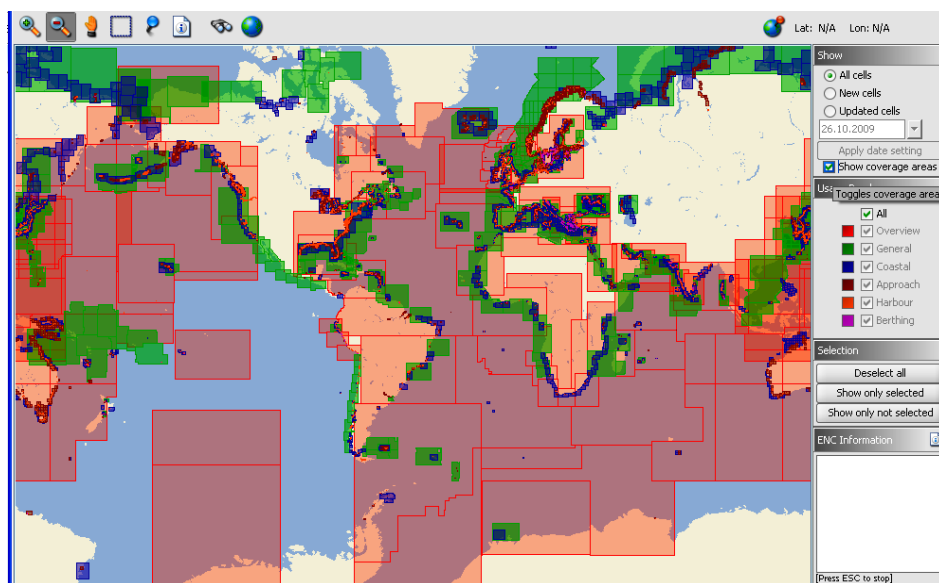 Lat: N/A Lon: N/A
Show
All cells
New cells
Updated cells
26.10.2009
Apply date setting
Show coverage areas
Toggles coverage area
All
Overview
General
Coastal
Approach
Harbour
Berthing
Selection
Deselect all
Show only selected
Show only not selected
ENC Information
[Press ESC to stop]